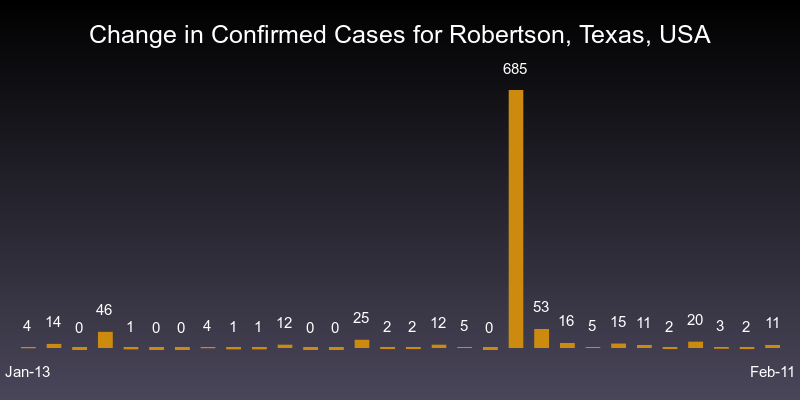 Change in Confirmed Cases for Robertson, Texas, USA
685
4 14 0 46 1 0 0 4 1 1 12 0 0 25 2 2 12 5 0 53 16 5 15 11 2 20 3 2 11
Jan-13 Feb-11